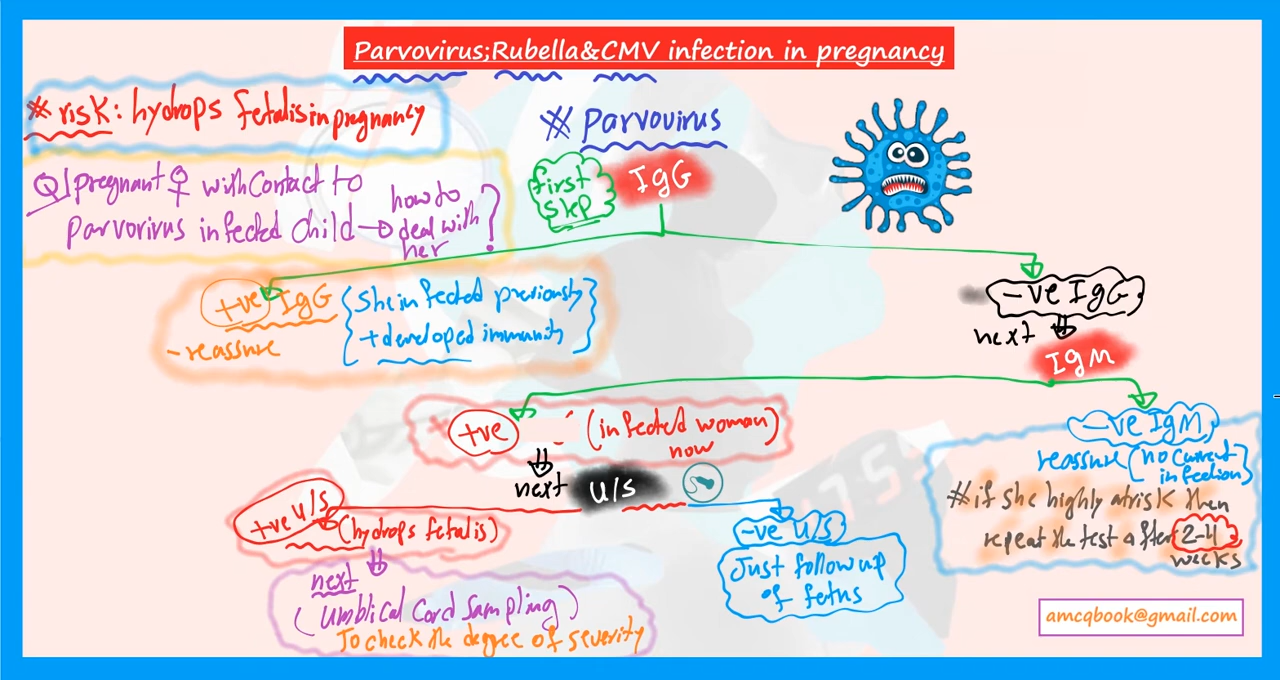 Parvovirus;Rubella&CMV infection in pregnancy
* risk: hydrops fetalis in pregnancy
# Parvovirus
Q/ pregnant ♀ with contact to
parvovirus infected child → how to deal with her ?
first step
IgG
+ve IgG
- reassure
{She infected previously
+ developed immunity}
-ve IgG
next
IgM
+ve
(infected woman now)
next
U/S
+ve U/S (hydrops fetalis)
next
(Umblical Cord Sampling)
To check the degree of severity
-ve U/S
Just follow up
of fetus
-ve IgM
reassure (no current infection)
# if she highly atrisk then
repeat the test after 2-4
weeks
amcqbook@gmail.com